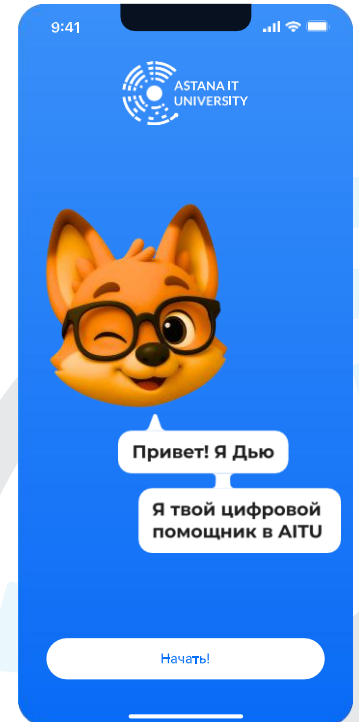 9:41
ASTANA IT
UNIVERSITY
Привет! Я Дью
Я твой цифровой
помощник в AITU
Начать!